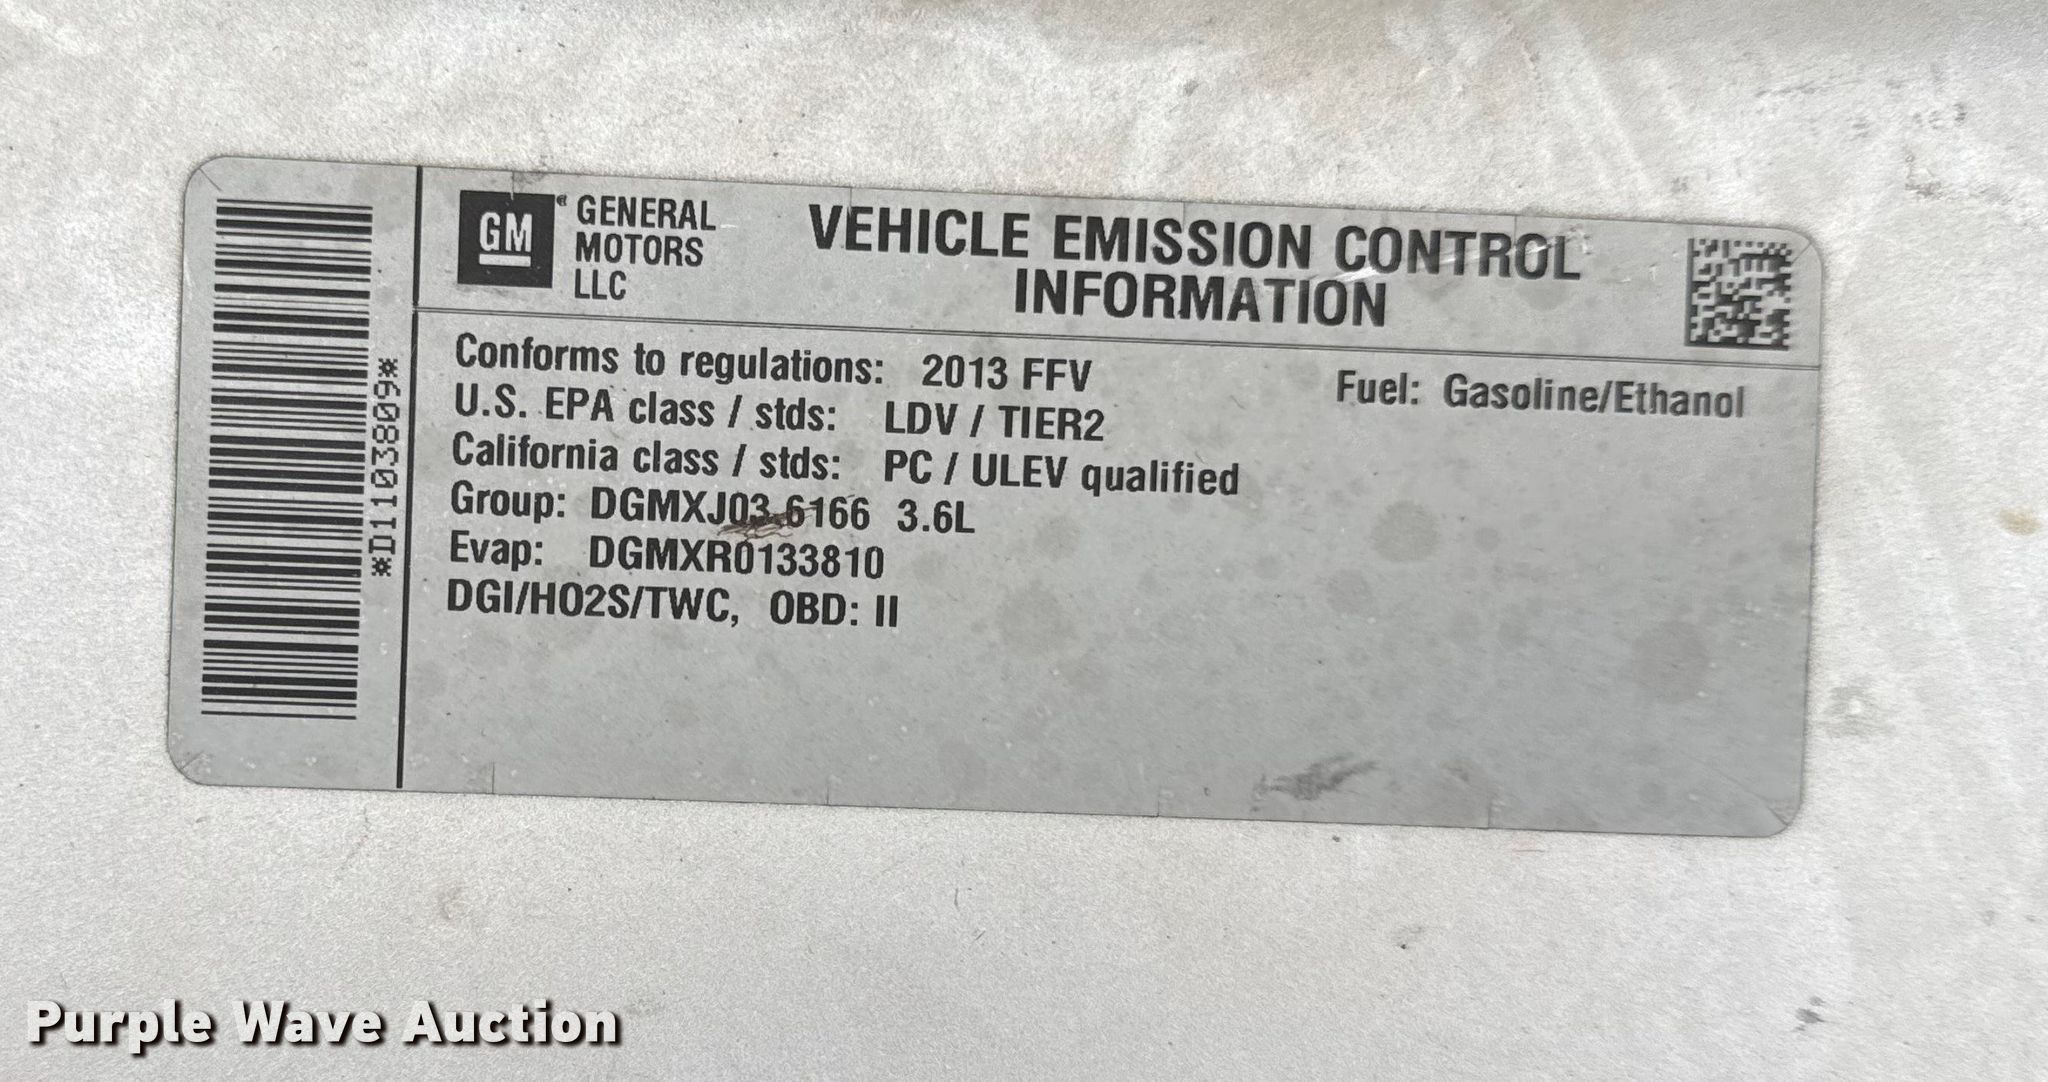 *D11038809*
GM
GENERAL
MOTORS
LLC
VEHICLE EMISSION CONTROL
INFORMATION
Conforms to regulations: 2013 FFV
Fuel: Gasoline/Ethanol
U.S. EPA class / stds: LDV / TIER2
California class / stds: PC / ULEV qualified
Group: DGMXJ03.6166 3.6L
Evap: DGMXR0133810
DGI/HO2S/TWC, OBD: II
Purple Wave Auction